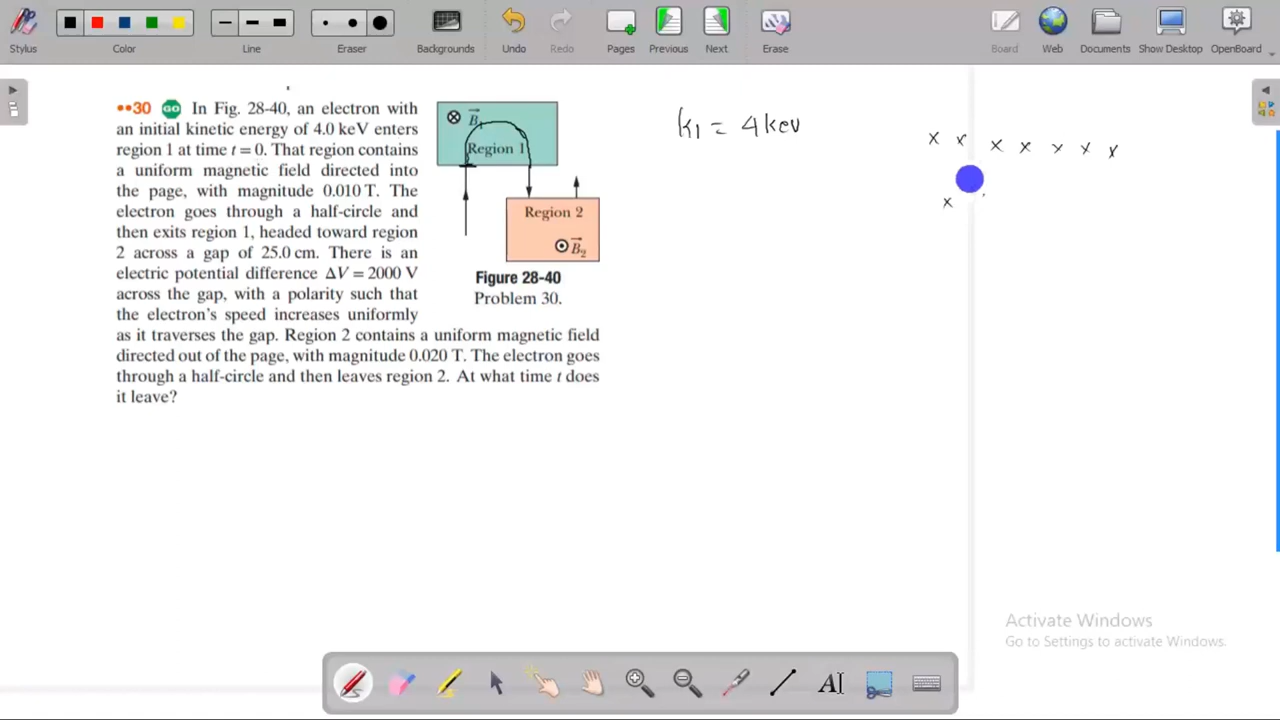 Stylus
Color
Line
Eraser
Backgrounds
Undo
Redo
Pages
Previous
Next
Erase
Board
Web
Documents
Show Desktop
OpenBoard
••30 GO In Fig. 28-40, an electron with
an initial kinetic energy of 4.0 keV enters
region 1 at time t = 0. That region contains
a uniform magnetic field directed into
the page, with magnitude 0.010 T. The
electron goes through a half-circle and
then exits region 1, headed toward region
2 across a gap of 25.0 cm. There is an
electric potential difference ΔV = 2000 V
across the gap, with a polarity such that
the electron's speed increases uniformly
as it traverses the gap. Region 2 contains a uniform magnetic field
directed out of the page, with magnitude 0.020 T. The electron goes
through a half-circle and then leaves region 2. At what time t does
it leave?
B₁
Region 1
Region 2
B₂
Figure 28-40
Problem 30.
k₁ = 4 keV
x x x x x x x
x
Activate Windows
Go to Settings to activate Windows.
AI